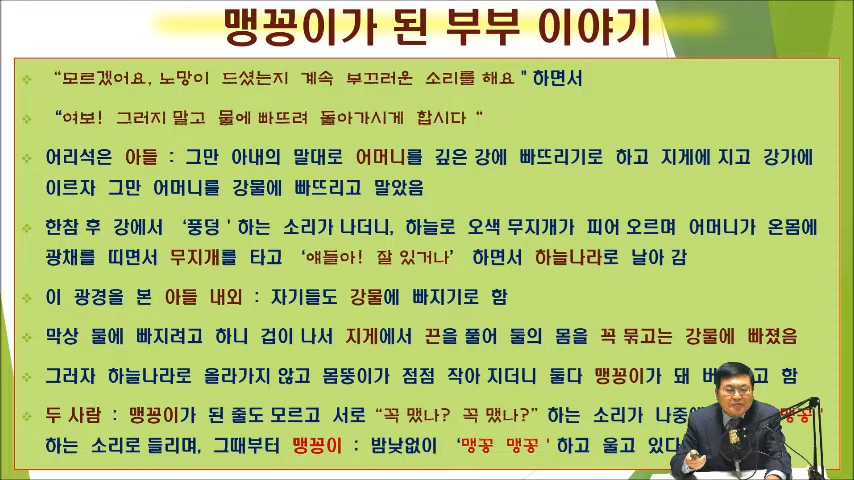 맹꽁이가 된 부부 이야기
“모르겠어요, 노망이 드셨는지 계속 부끄러운 소리를 해요 " 하면서
“여보! 그러지 말고 물에 빠뜨려 돌아가시게 합시다 “
어리석은 아들 : 그만 아내의 말대로 어머니를 깊은 강에 빠뜨리기로 하고 지게에 지고 강가에
이르자 그만 어머니를 강물에 빠뜨리고 말았음
한참 후 강에서 ‘풍덩 ' 하는 소리가 나더니, 하늘로 오색 무지개가 피어 오르며 어머니가 온몸에
광채를 띠면서 무지개를 타고 ‘얘들아! 잘 있거나’ 하면서 하늘나라로 날아 감
이 광경을 본 아들 내외 : 자기들도 강물에 빠지기로 함
막상 물에 빠지려고 하니 겁이 나서 지게에서 끈을 풀어 둘의 몸을 꼭 묶고는 강물에 빠졌음
그러자 하늘나라로 올라가지 않고 몸뚱이가 점점 작아 지더니 둘다 맹꽁이가 돼 고 함
두 사람 : 맹꽁이가 된 줄도 모르고 서로 “꼭 맸나? 꼭 맸나?” 하는 소리가 맹꽁 '
하는 소리로 들리며, 그때부터 맹꽁이 : 밤낮없이 ‘맹꽁 맹꽁 ' 하고 울고 있다